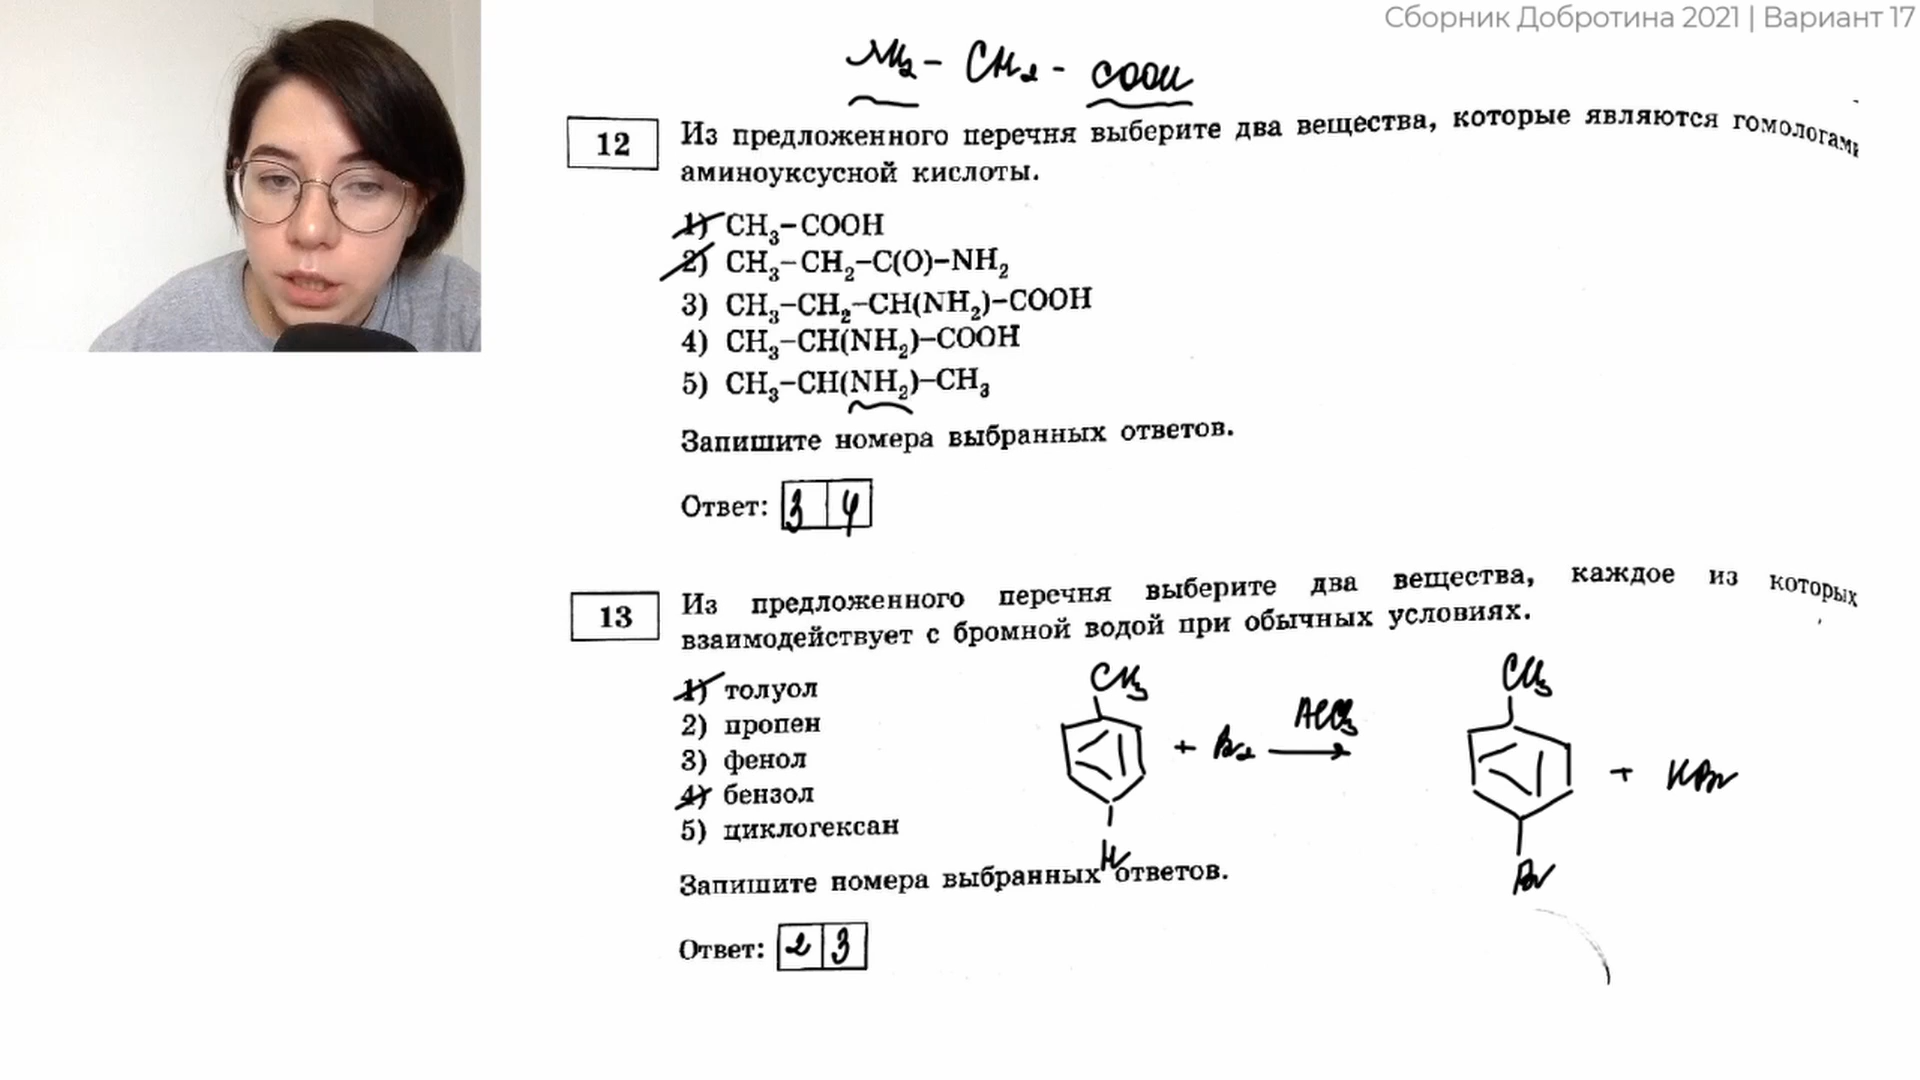 Сборник Добротина 2021 | Вариант 17
NH₂ - CH₂ - COOH
12 Из предложенного перечня выберите два вещества, которые являются гомологами
аминоуксусной кислоты.
1) CH₃–COOH
2) CH₃–CH₂–C(O)–NH₂
3) CH₃–CH₂–CH(NH₂)–COOH
4) CH₃–CH(NH₂)–COOH
5) CH₃–CH(NH₂)–CH₃
Запишите номера выбранных ответов.
Ответ: 3 4
13 Из предложенного перечня выберите два вещества, каждое из которых
взаимодействует с бромной водой при обычных условиях.
1) толуол
2) пропен
3) фенол
4) бензол
5) циклогексан
CH₃ CH₃
AlCl₃
+ Br₂ + HBr
H
Br
Запишите номера выбранных ответов.
Ответ: 2 3